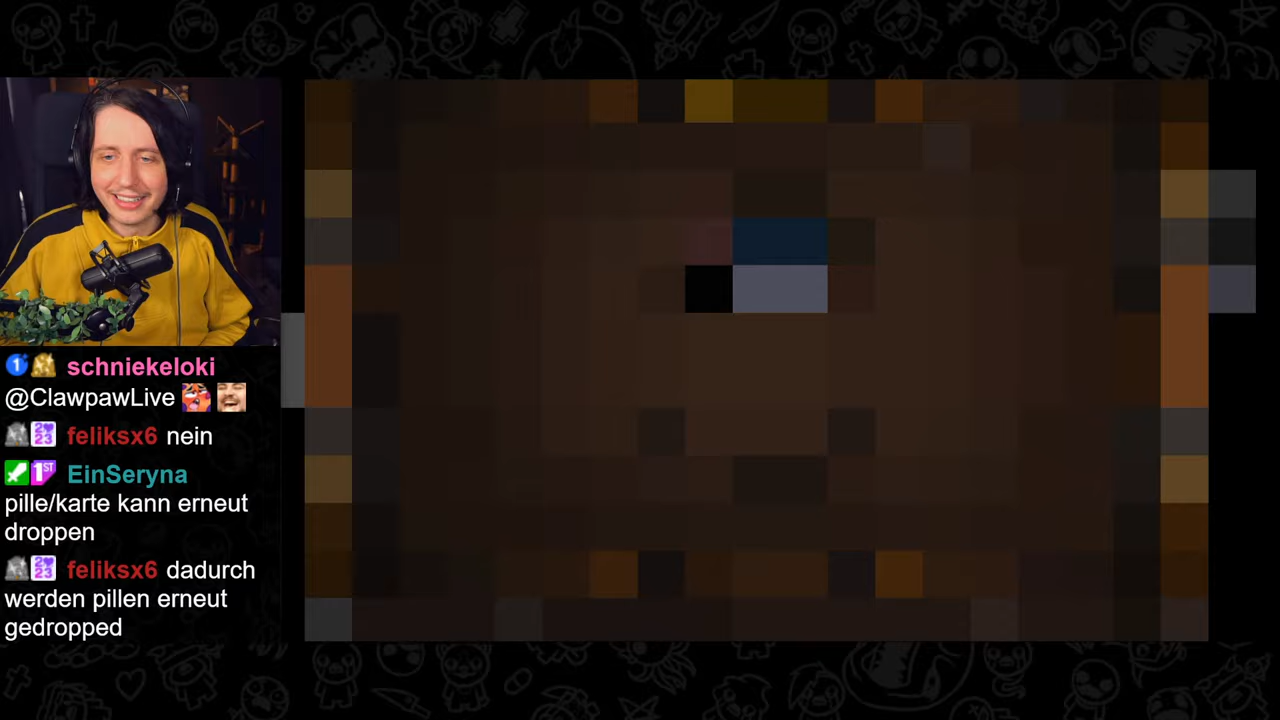 schniekeloki
@ClawpawLive
feliksx6 nein
EinSeryna
pille/karte kann erneut
droppen
feliksx6 dadurch
werden pillen erneut
gedropped